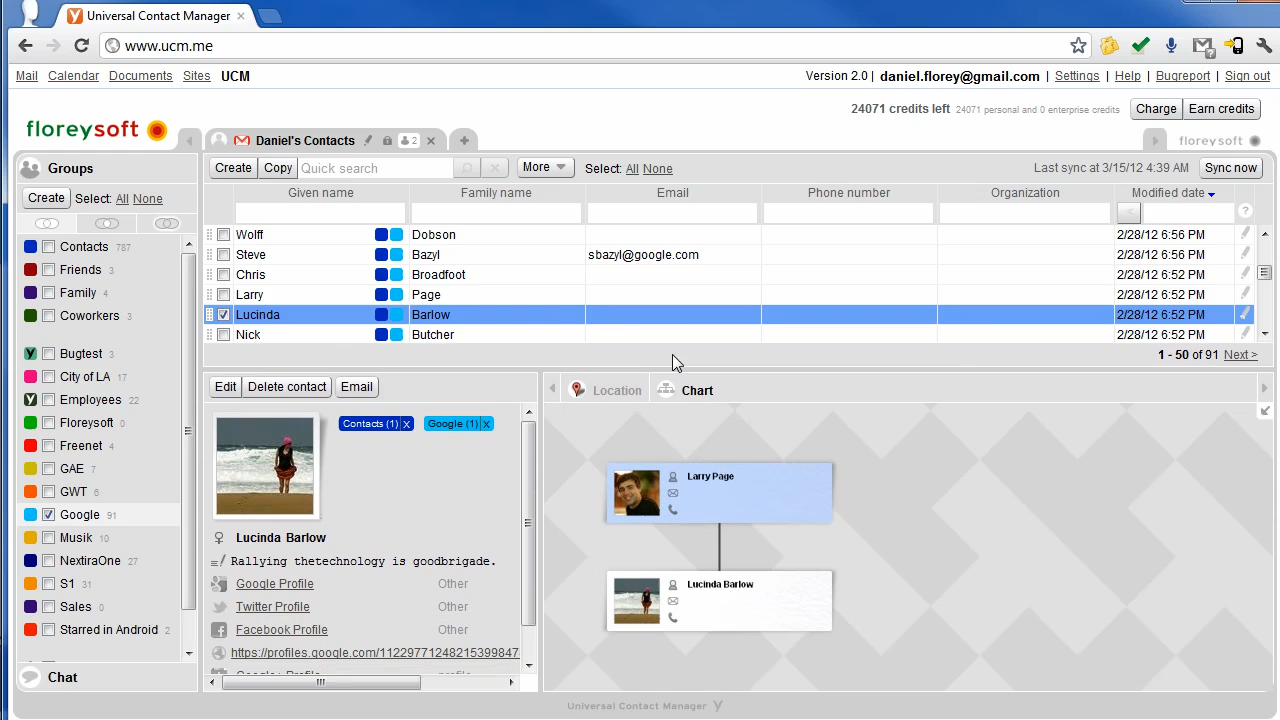 Universal Contact Manager
www.ucm.me
Mail Calendar Documents Sites UCM
Version 2.0 | daniel.florey@gmail.com | Settings | Help | Bugreport | Sign out
24071 credits left 24071 personal and 0 enterprise credits Charge Earn credits
floreysoft
Daniel's Contacts 2
floreysoft
Groups
Create Select: All None
Contacts 787
Friends 3
Family 4
Coworkers 3
Bugtest 3
City of LA 17
Employees 22
Floreysoft 0
Freenet 4
GAE 7
GWT 6
Google 91
Musik 10
NextiraOne 27
S1 31
Sales 0
Starred in Android 2
Chat
Create Copy Quick search More Select: All None
Last sync at 3/15/12 4:39 AM Sync now
Given name Family name Email Phone number Organization Modified date
< ?
Wolff Dobson 2/28/12 6:56 PM
Steve Bazyl sbazyl@google.com 2/28/12 6:56 PM
Chris Broadfoot 2/28/12 6:52 PM
Larry Page 2/28/12 6:52 PM
Lucinda Barlow 2/28/12 6:52 PM
Nick Butcher 2/28/12 6:52 PM
1 - 50 of 91 Next >
Edit Delete contact Email
Contacts (1) x Google (1) x
Lucinda Barlow
Rallying thetechnology is goodbrigade.
Google Profile Other
Twitter Profile Other
Facebook Profile Other
https://profiles.google.com/11229771248215399847
Google+ Profile profile
Location Chart
Larry Page
Lucinda Barlow
Universal Contact Manager